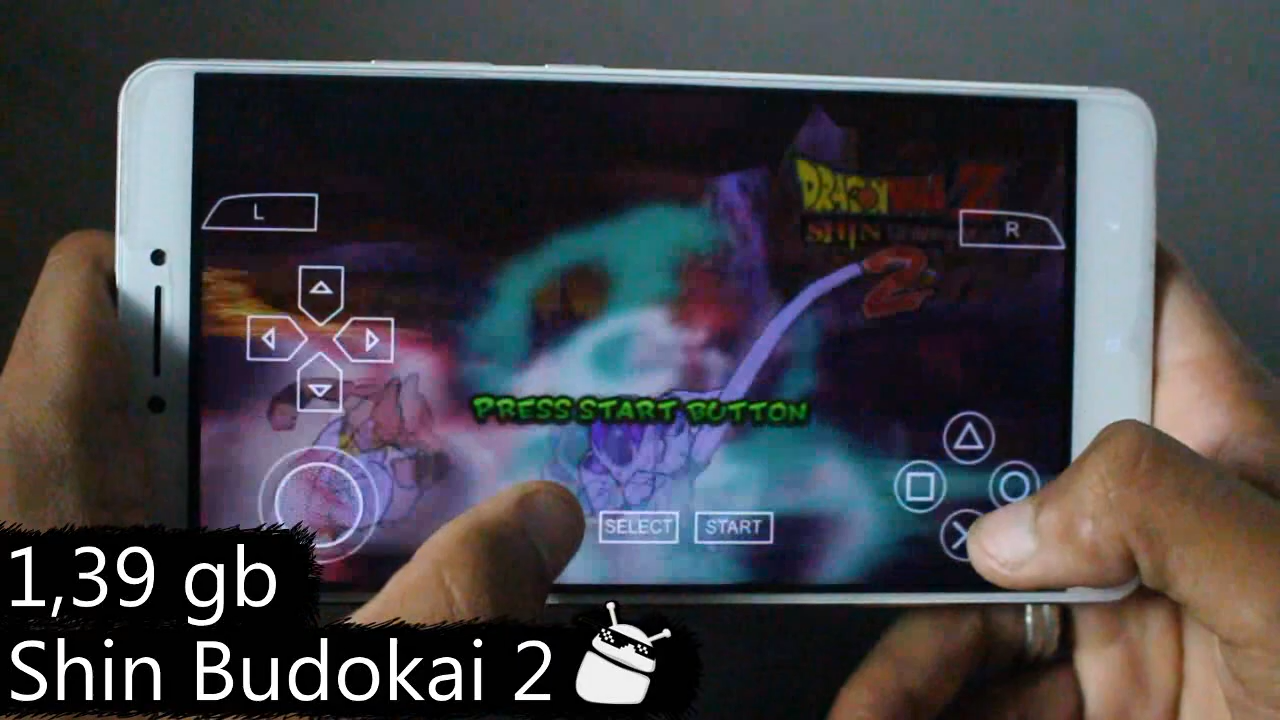 L
DRAGON BALL Z
SHIN
R
2
PRESS START BUTTON
SELECT
START
1,39 gb
Shin Budokai 2